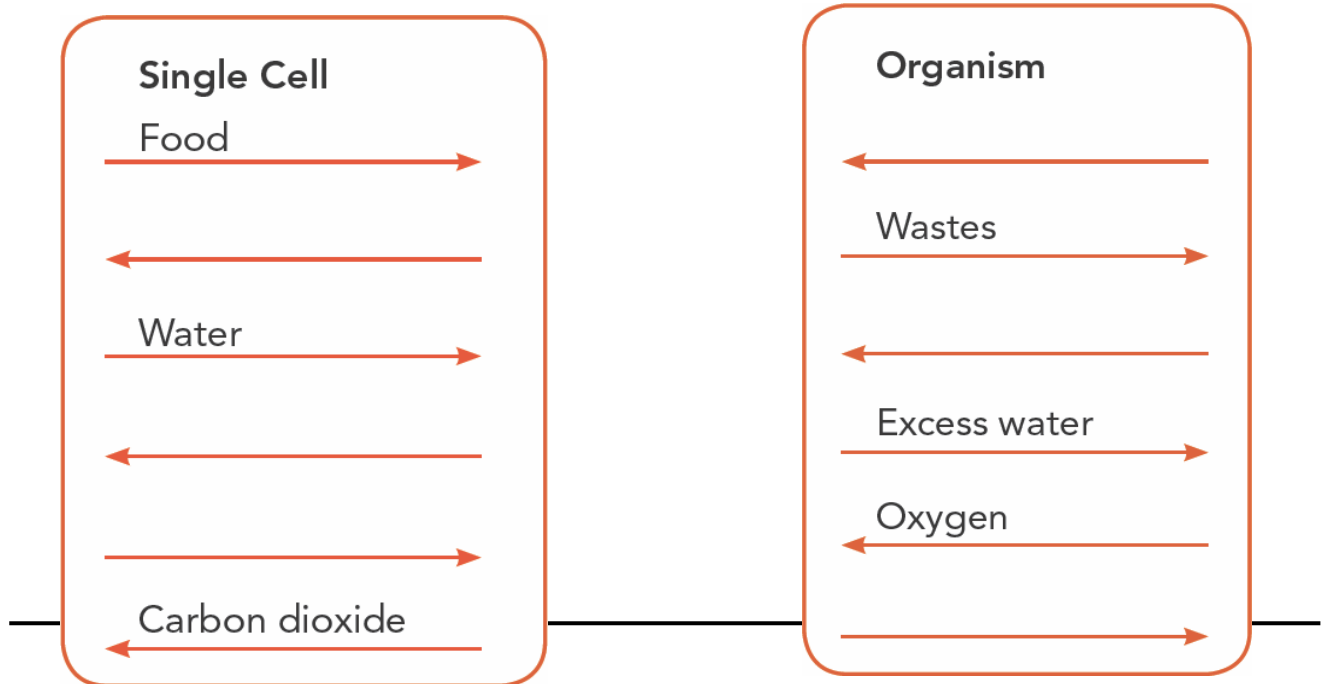 Single Cell
Food
Water
Carbon dioxide
Organism
Wastes
Excess water
Oxygen